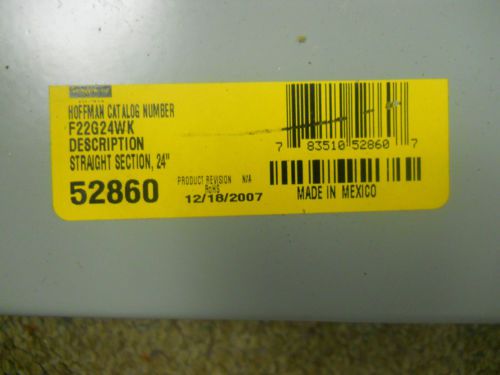 HOFFMAN CATALOG NUMBER
F22G24WK
DESCRIPTION
STRAIGHT SECTION, 24"
52860
PRODUCT REVISION N/A
RoHS
12/18/2007
7 83510 52860 7
MADE IN MEXICO